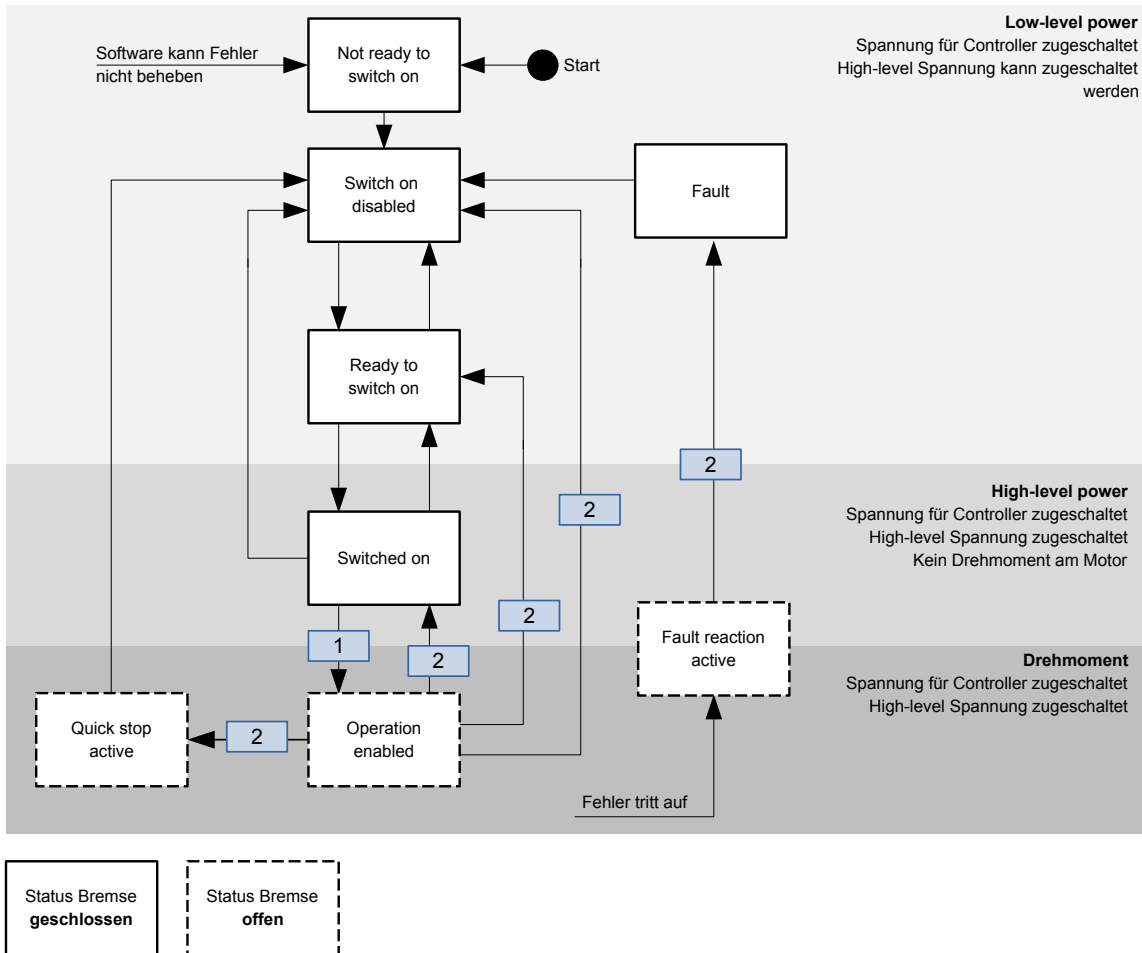 Low-level power
Spannung für Controller zugeschaltet
High-level Spannung kann zugeschaltet
werden
Software kann Fehler
nicht beheben
Not ready to
switch on
Start
Switch on
disabled
Fault
Ready to
switch on
2
High-level power
Spannung für Controller zugeschaltet
High-level Spannung zugeschaltet
Kein Drehmoment am Motor
2
Switched on
2
1
2
Fault reaction
active
Drehmoment
Spannung für Controller zugeschaltet
High-level Spannung zugeschaltet
Quick stop
active
2
Operation
enabled
Fehler tritt auf
Status Bremse
geschlossen
Status Bremse
offen